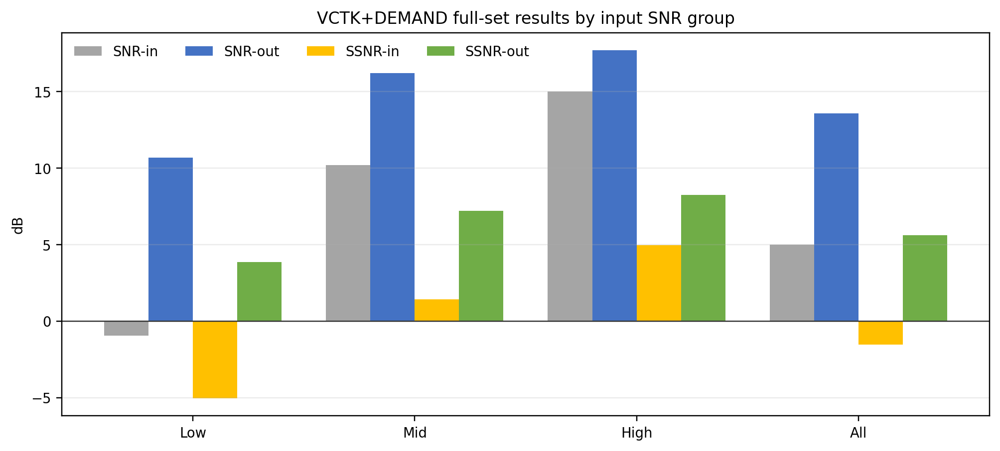 VCTK+DEMAND full-set results by input SNR group
SNR-in SNR-out SSNR-in SSNR-out
15
10
5
0
−5
dB
Low Mid High All